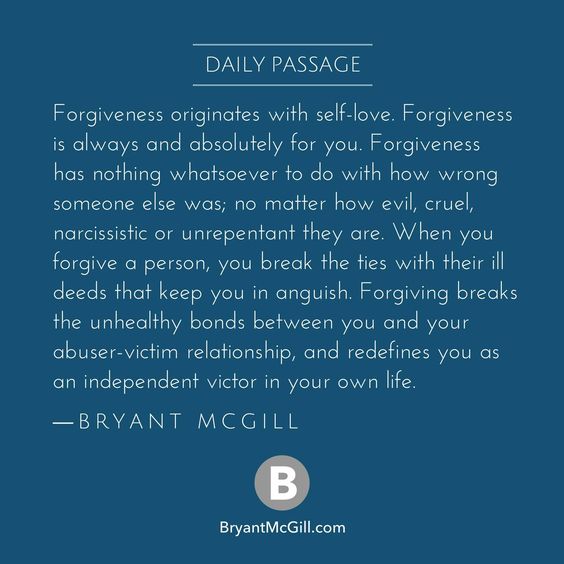 DAILY PASSAGE
Forgiveness originates with self-love. Forgiveness
is always and absolutely for you. Forgiveness
has nothing whatsoever to do with how wrong
someone else was; no matter how evil, cruel,
narcissistic or unrepentant they are. When you
forgive a person, you break the ties with their ill
deeds that keep you in anguish. Forgiving breaks
the unhealthy bonds between you and your
abuser-victim relationship, and redefines you as
an independent victor in your own life.
—BRYANT MCGILL
B
BryantMcGill.com